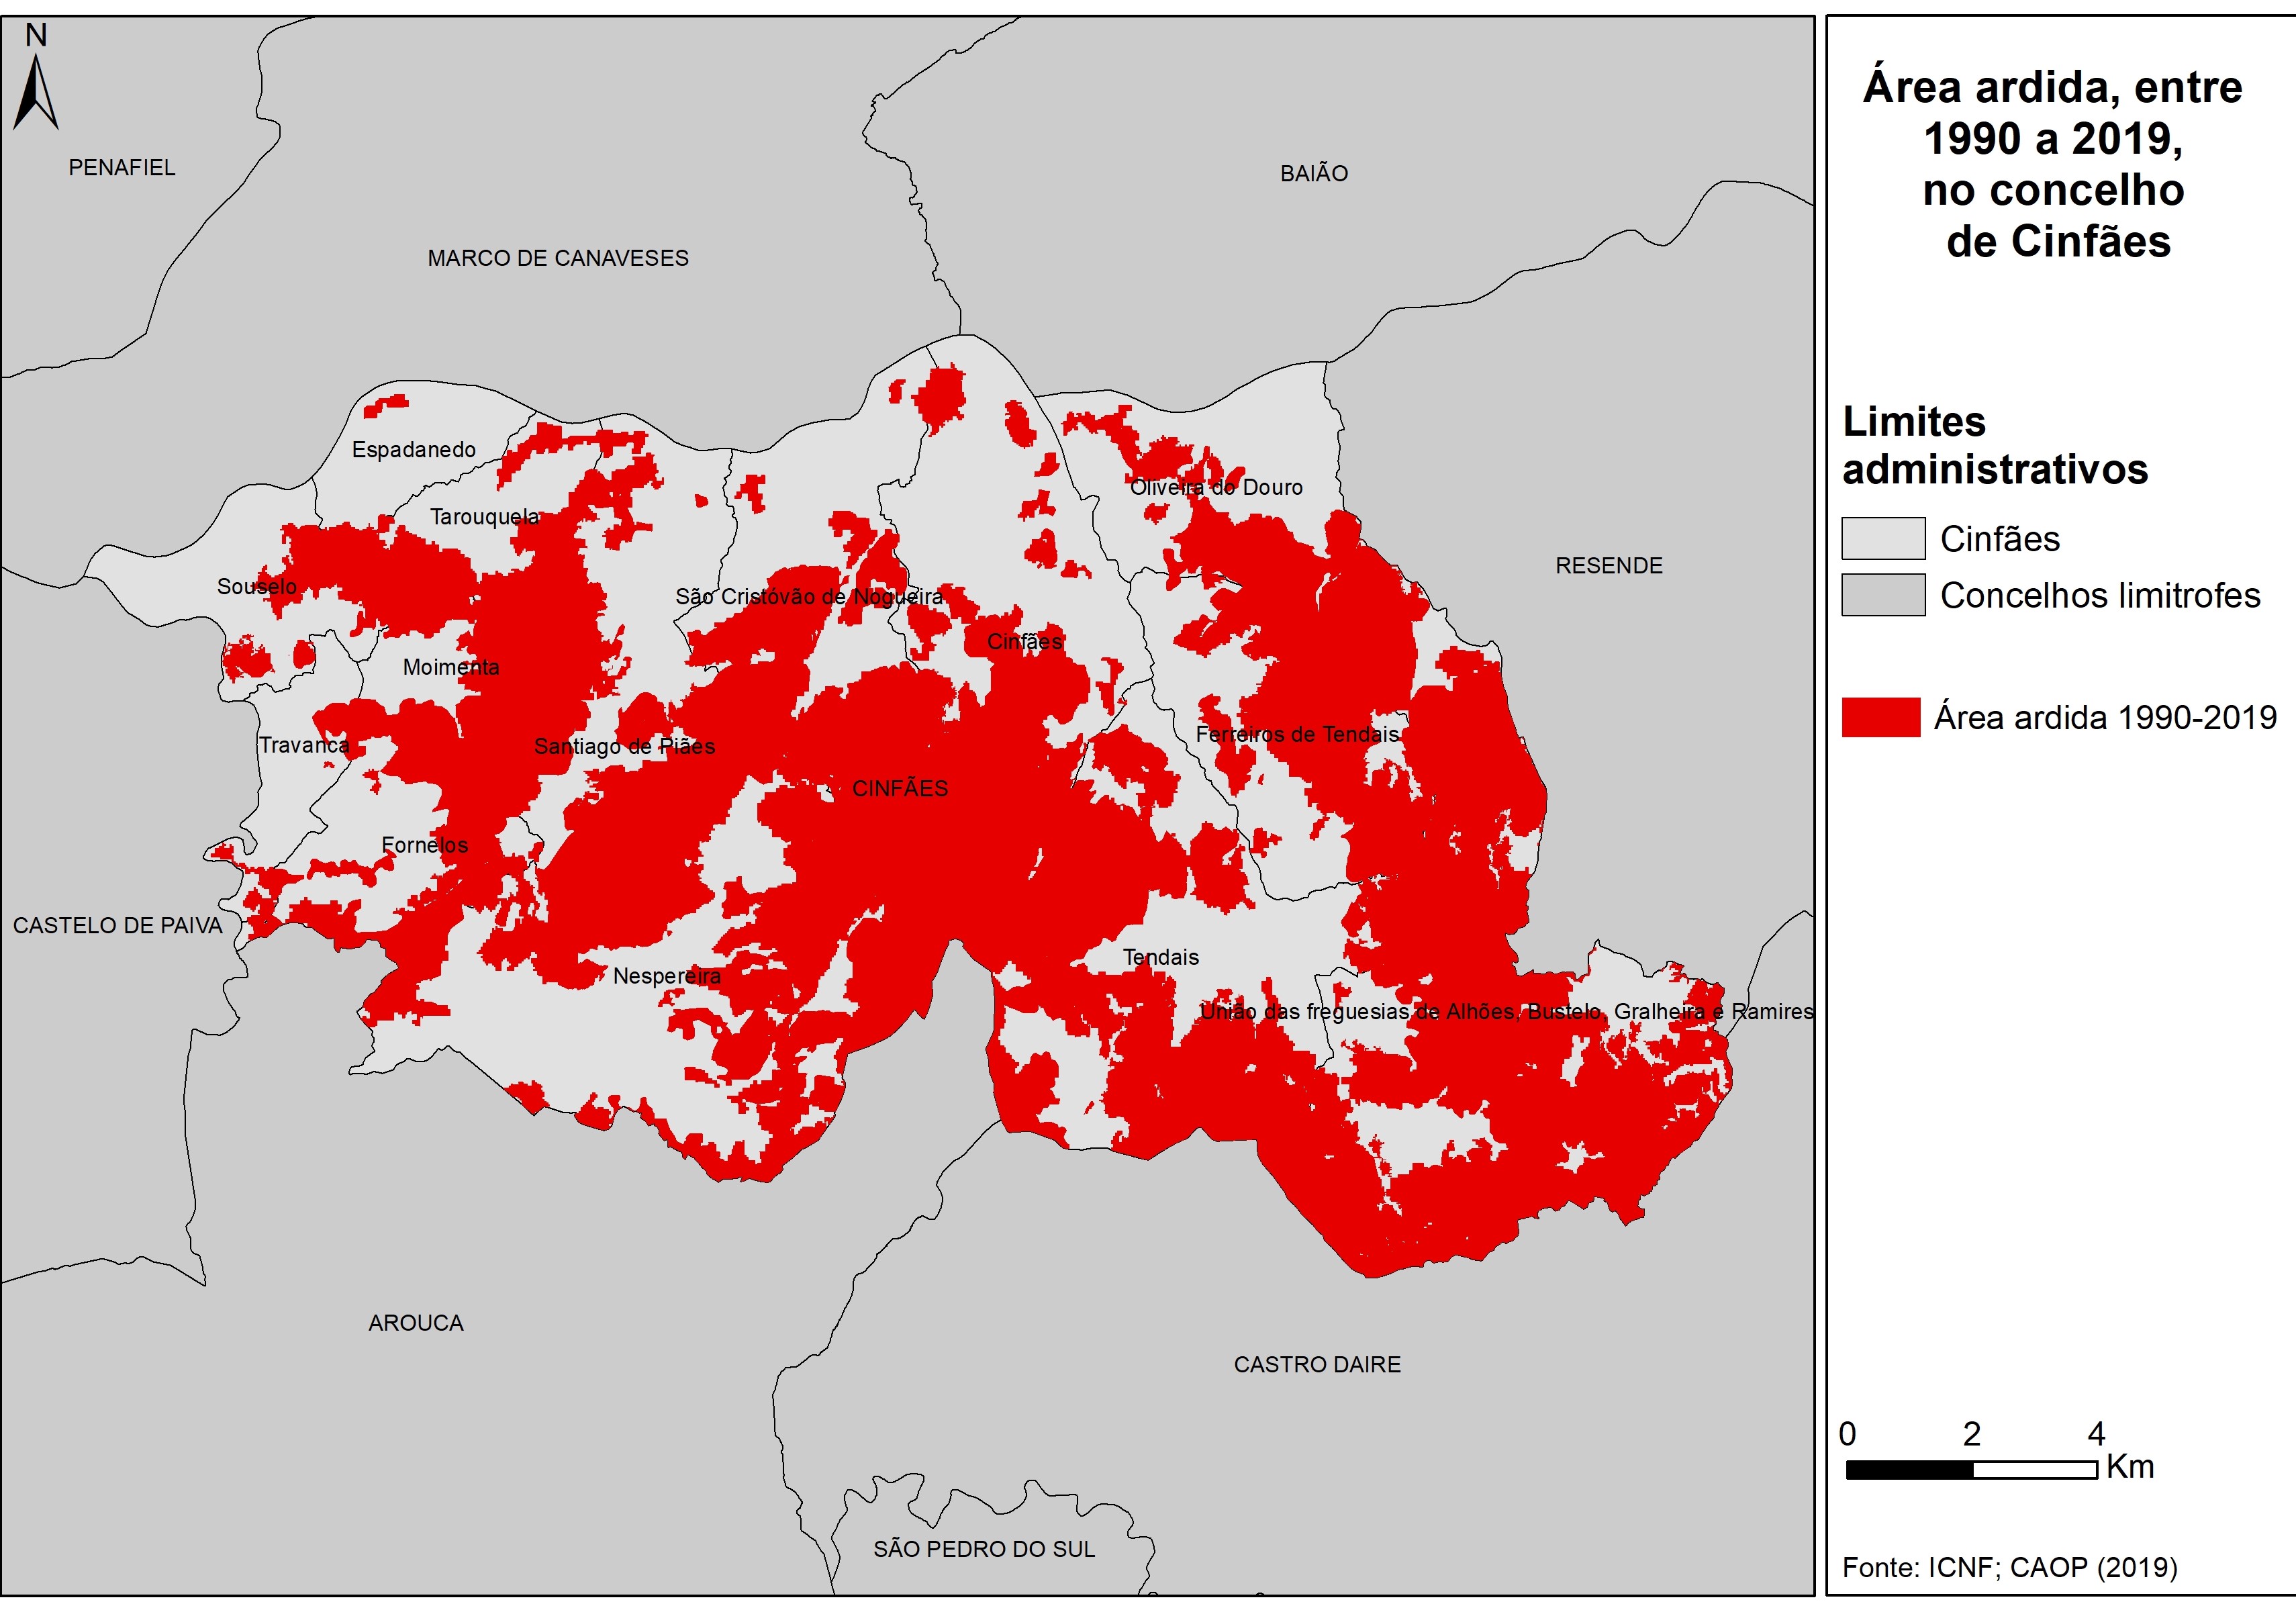 N
PENAFIEL
BAIÃO
MARCO DE CANAVESES
Espadanedo
Oliveira do Douro
Tarouquela
RESENDE
Souselo
São Cristóvão de Nogueira
Cinfães
Moimenta
Ferreiros de Tendais
Travanca
Santiago de Piães
CINFÃES
Fornelos
CASTELO DE PAIVA
Tendais
Nespereira
União das freguesias de Alhões, Bustelo, Gralheira e Ramires
AROUCA
CASTRO DAIRE
SÃO PEDRO DO SUL
Área ardida, entre
1990 a 2019,
no concelho
de Cinfães
Limites
administrativos
Cinfães
Concelhos limitrofes
Área ardida 1990-2019
0 2 4
Km
Fonte: ICNF; CAOP (2019)